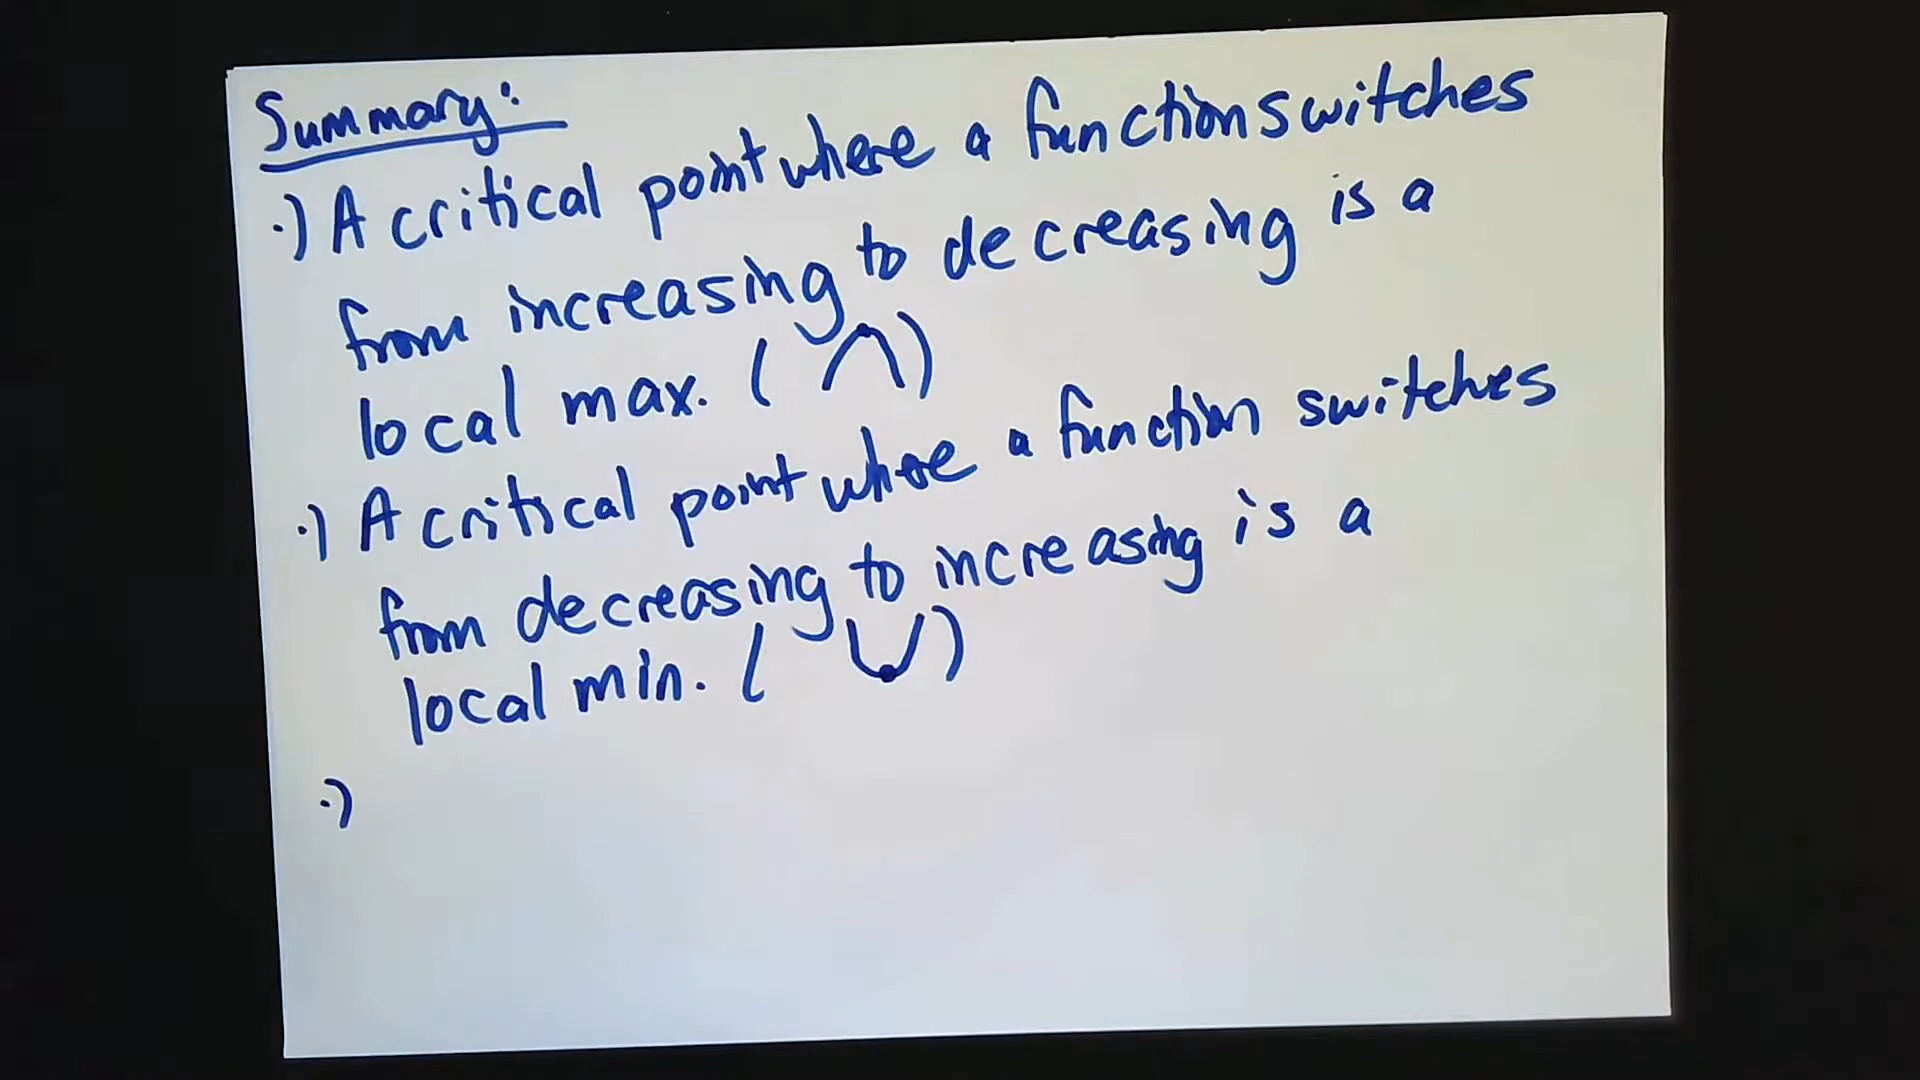 Summary:
·) A critical point where a function switches
from increasing to decreasing is a
local max. ( )
·) A critical point where a function switches
from decreasing to increasing is a
local min. ( )
·)